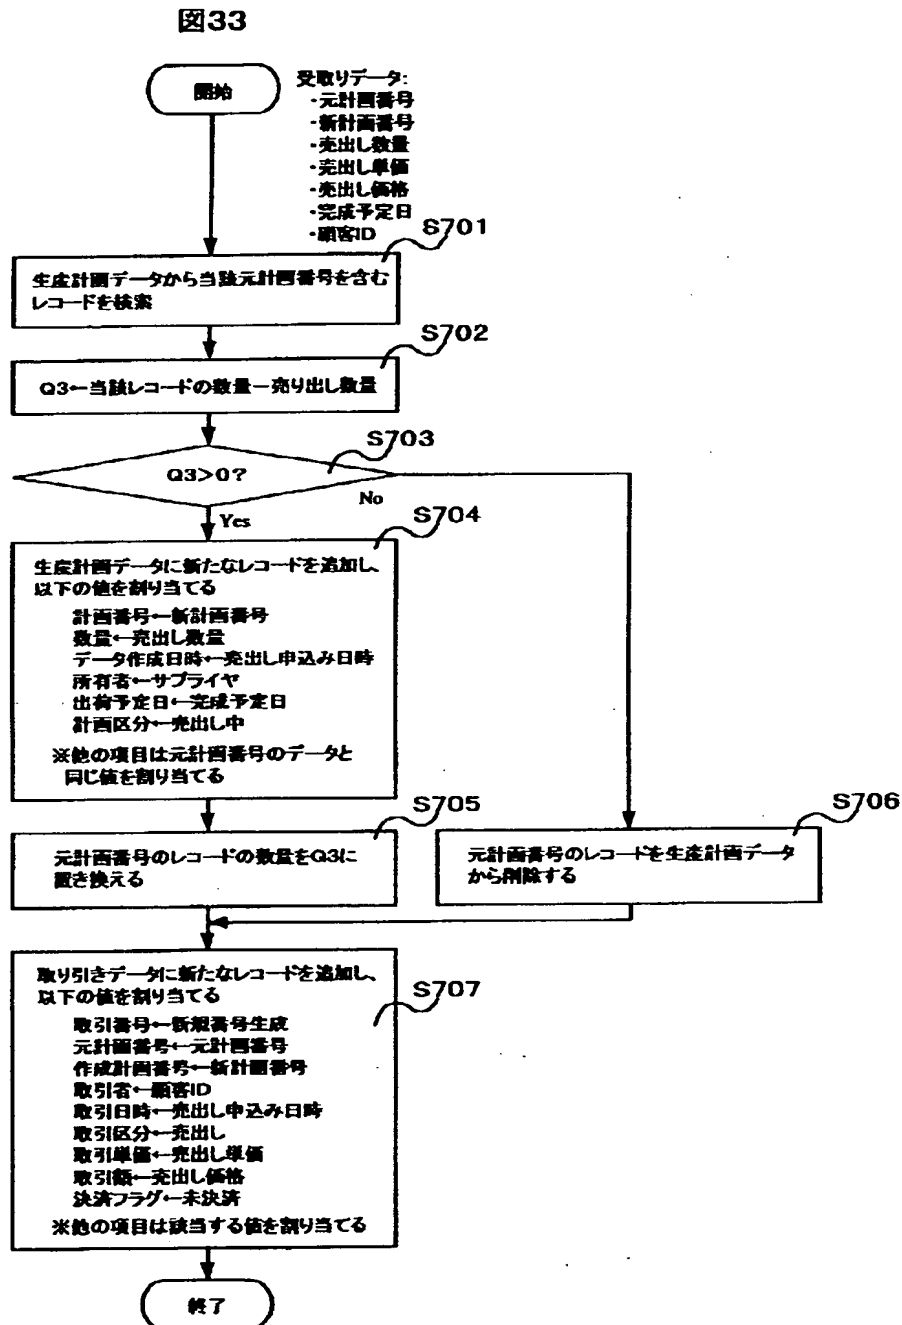 図33
開始
受取りデータ:
・元計画番号
・新計画番号
・売出し数量
・売出し単価
・売出し価格
・完成予定日
・顧客ID
S701
生産計画データから当該元計画番号を含む
レコードを検索
S702
Q3←当該レコードの数量－売り出し数量
S703
Q3>0?
No
Yes
S704
生産計画データに新たなレコードを追加し、
以下の値を割り当てる
計画番号←新計画番号
数量←売出し数量
データ作成日時←売出し申込み日時
所有者←サプライヤ
出荷予定日←完成予定日
計画区分←売出し中
※他の項目は元計画番号のデータと
同じ値を割り当てる
S705
元計画番号のレコードの数量をQ3に
置き換える
S706
元計画番号のレコードを生産計画データ
から削除する
取り引きデータに新たなレコードを追加し、
以下の値を割り当てる
S707
取引番号←新規番号生成
元計画番号←元計画番号
作成計画番号←新計画番号
取引者←顧客ID
取引日時←売出し申込み日時
取引区分←売出し
取引単価←売出し単価
取引額←売出し価格
決済フラグ←未決済
※他の項目は該当する値を割り当てる
終了